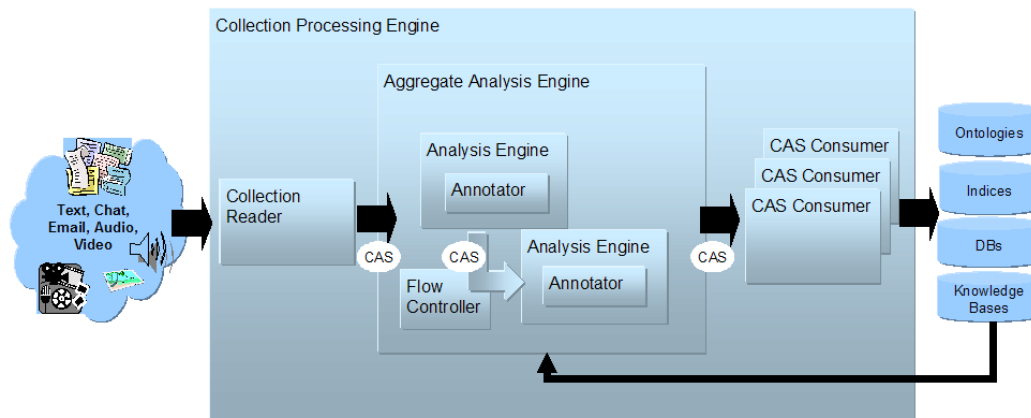 Collection Processing Engine
Aggregate Analysis Engine
Text, Chat,
Email, Audio,
Video
Collection
Reader
CAS
Analysis Engine
Annotator
CAS
Flow
Controller
Analysis Engine
Annotator
CAS
CAS Consumer
CAS Consumer
CAS Consumer
Ontologies
Indices
DBs
Knowledge
Bases